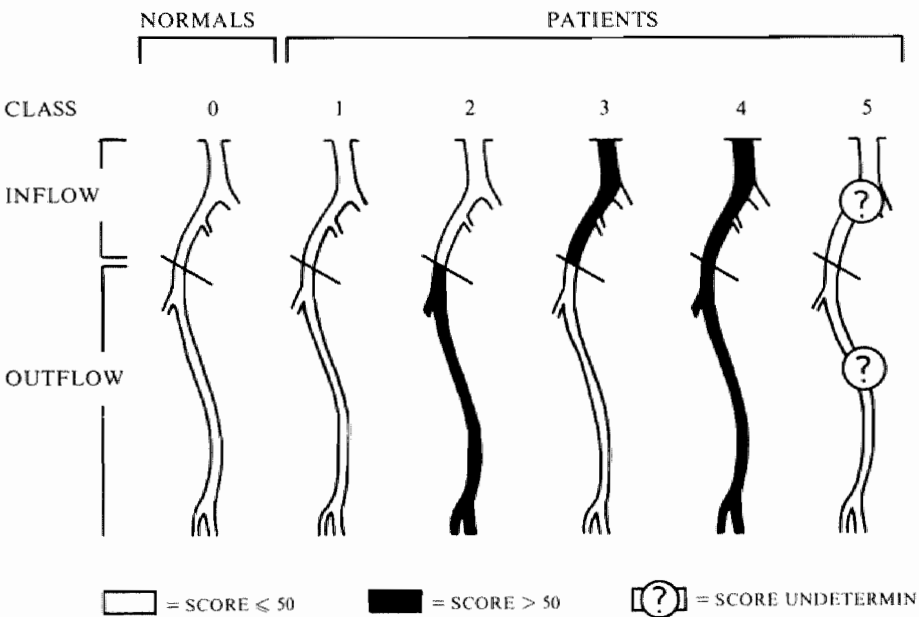 NORMALS PATIENTS
CLASS 0 1 2 3 4 5
INFLOW
?
OUTFLOW
?
= SCORE ⩽ 50 = SCORE > 50 ? = SCORE UNDETERMIN